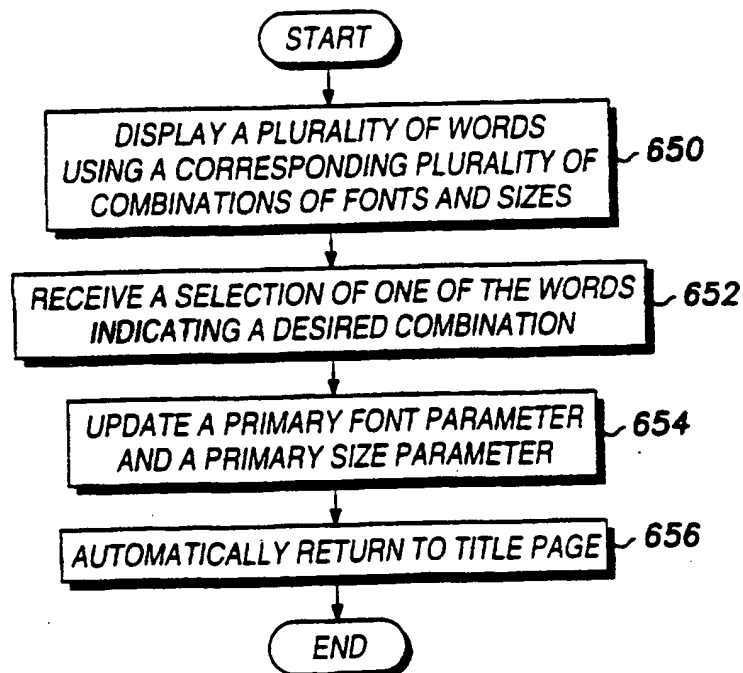 START
DISPLAY A PLURALITY OF WORDS
USING A CORRESPONDING PLURALITY OF
COMBINATIONS OF FONTS AND SIZES
650
RECEIVE A SELECTION OF ONE OF THE WORDS
INDICATING A DESIRED COMBINATION
652
UPDATE A PRIMARY FONT PARAMETER
AND A PRIMARY SIZE PARAMETER
654
AUTOMATICALLY RETURN TO TITLE PAGE
656
END